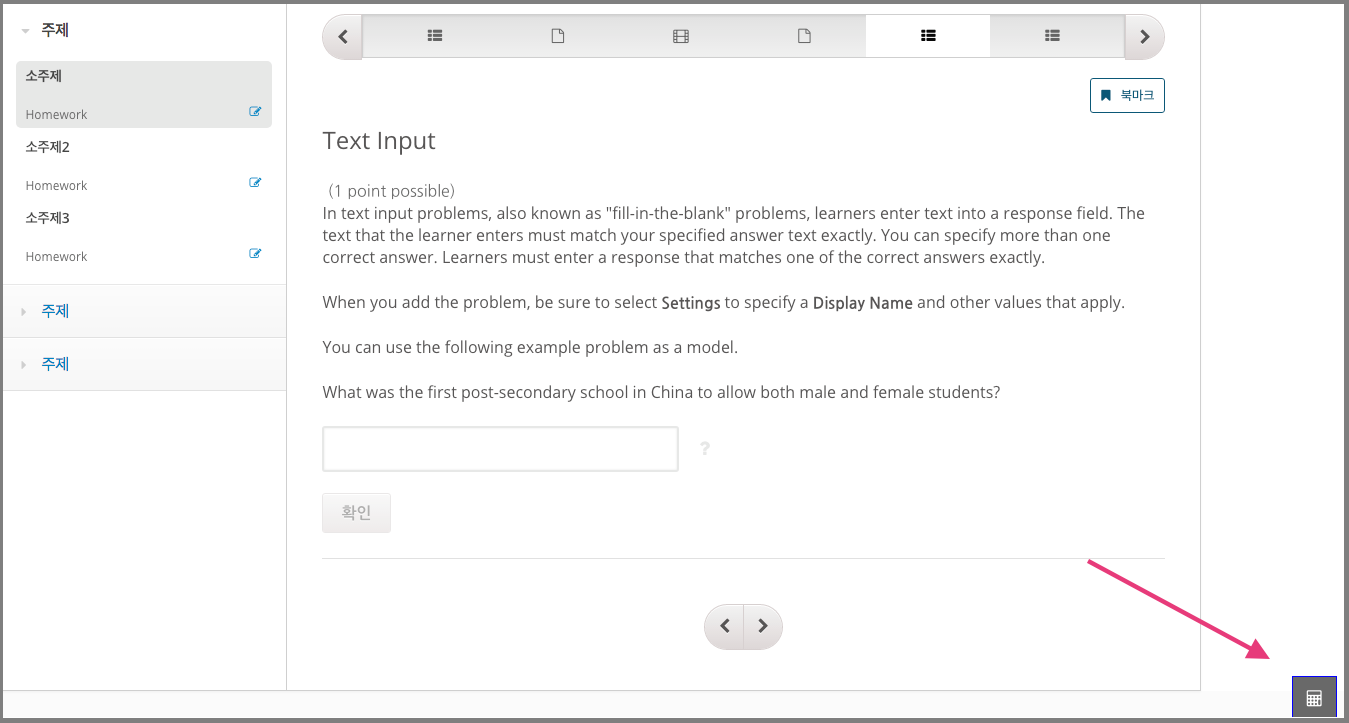 주제
소주제
Homework
소주제2
Homework
소주제3
Homework
주제
주제
북마크
Text Input
(1 point possible)
In text input problems, also known as "fill-in-the-blank" problems, learners enter text into a response field. The
text that the learner enters must match your specified answer text exactly. You can specify more than one
correct answer. Learners must enter a response that matches one of the correct answers exactly.
When you add the problem, be sure to select Settings to specify a Display Name and other values that apply.
You can use the following example problem as a model.
What was the first post-secondary school in China to allow both male and female students?
?
확인